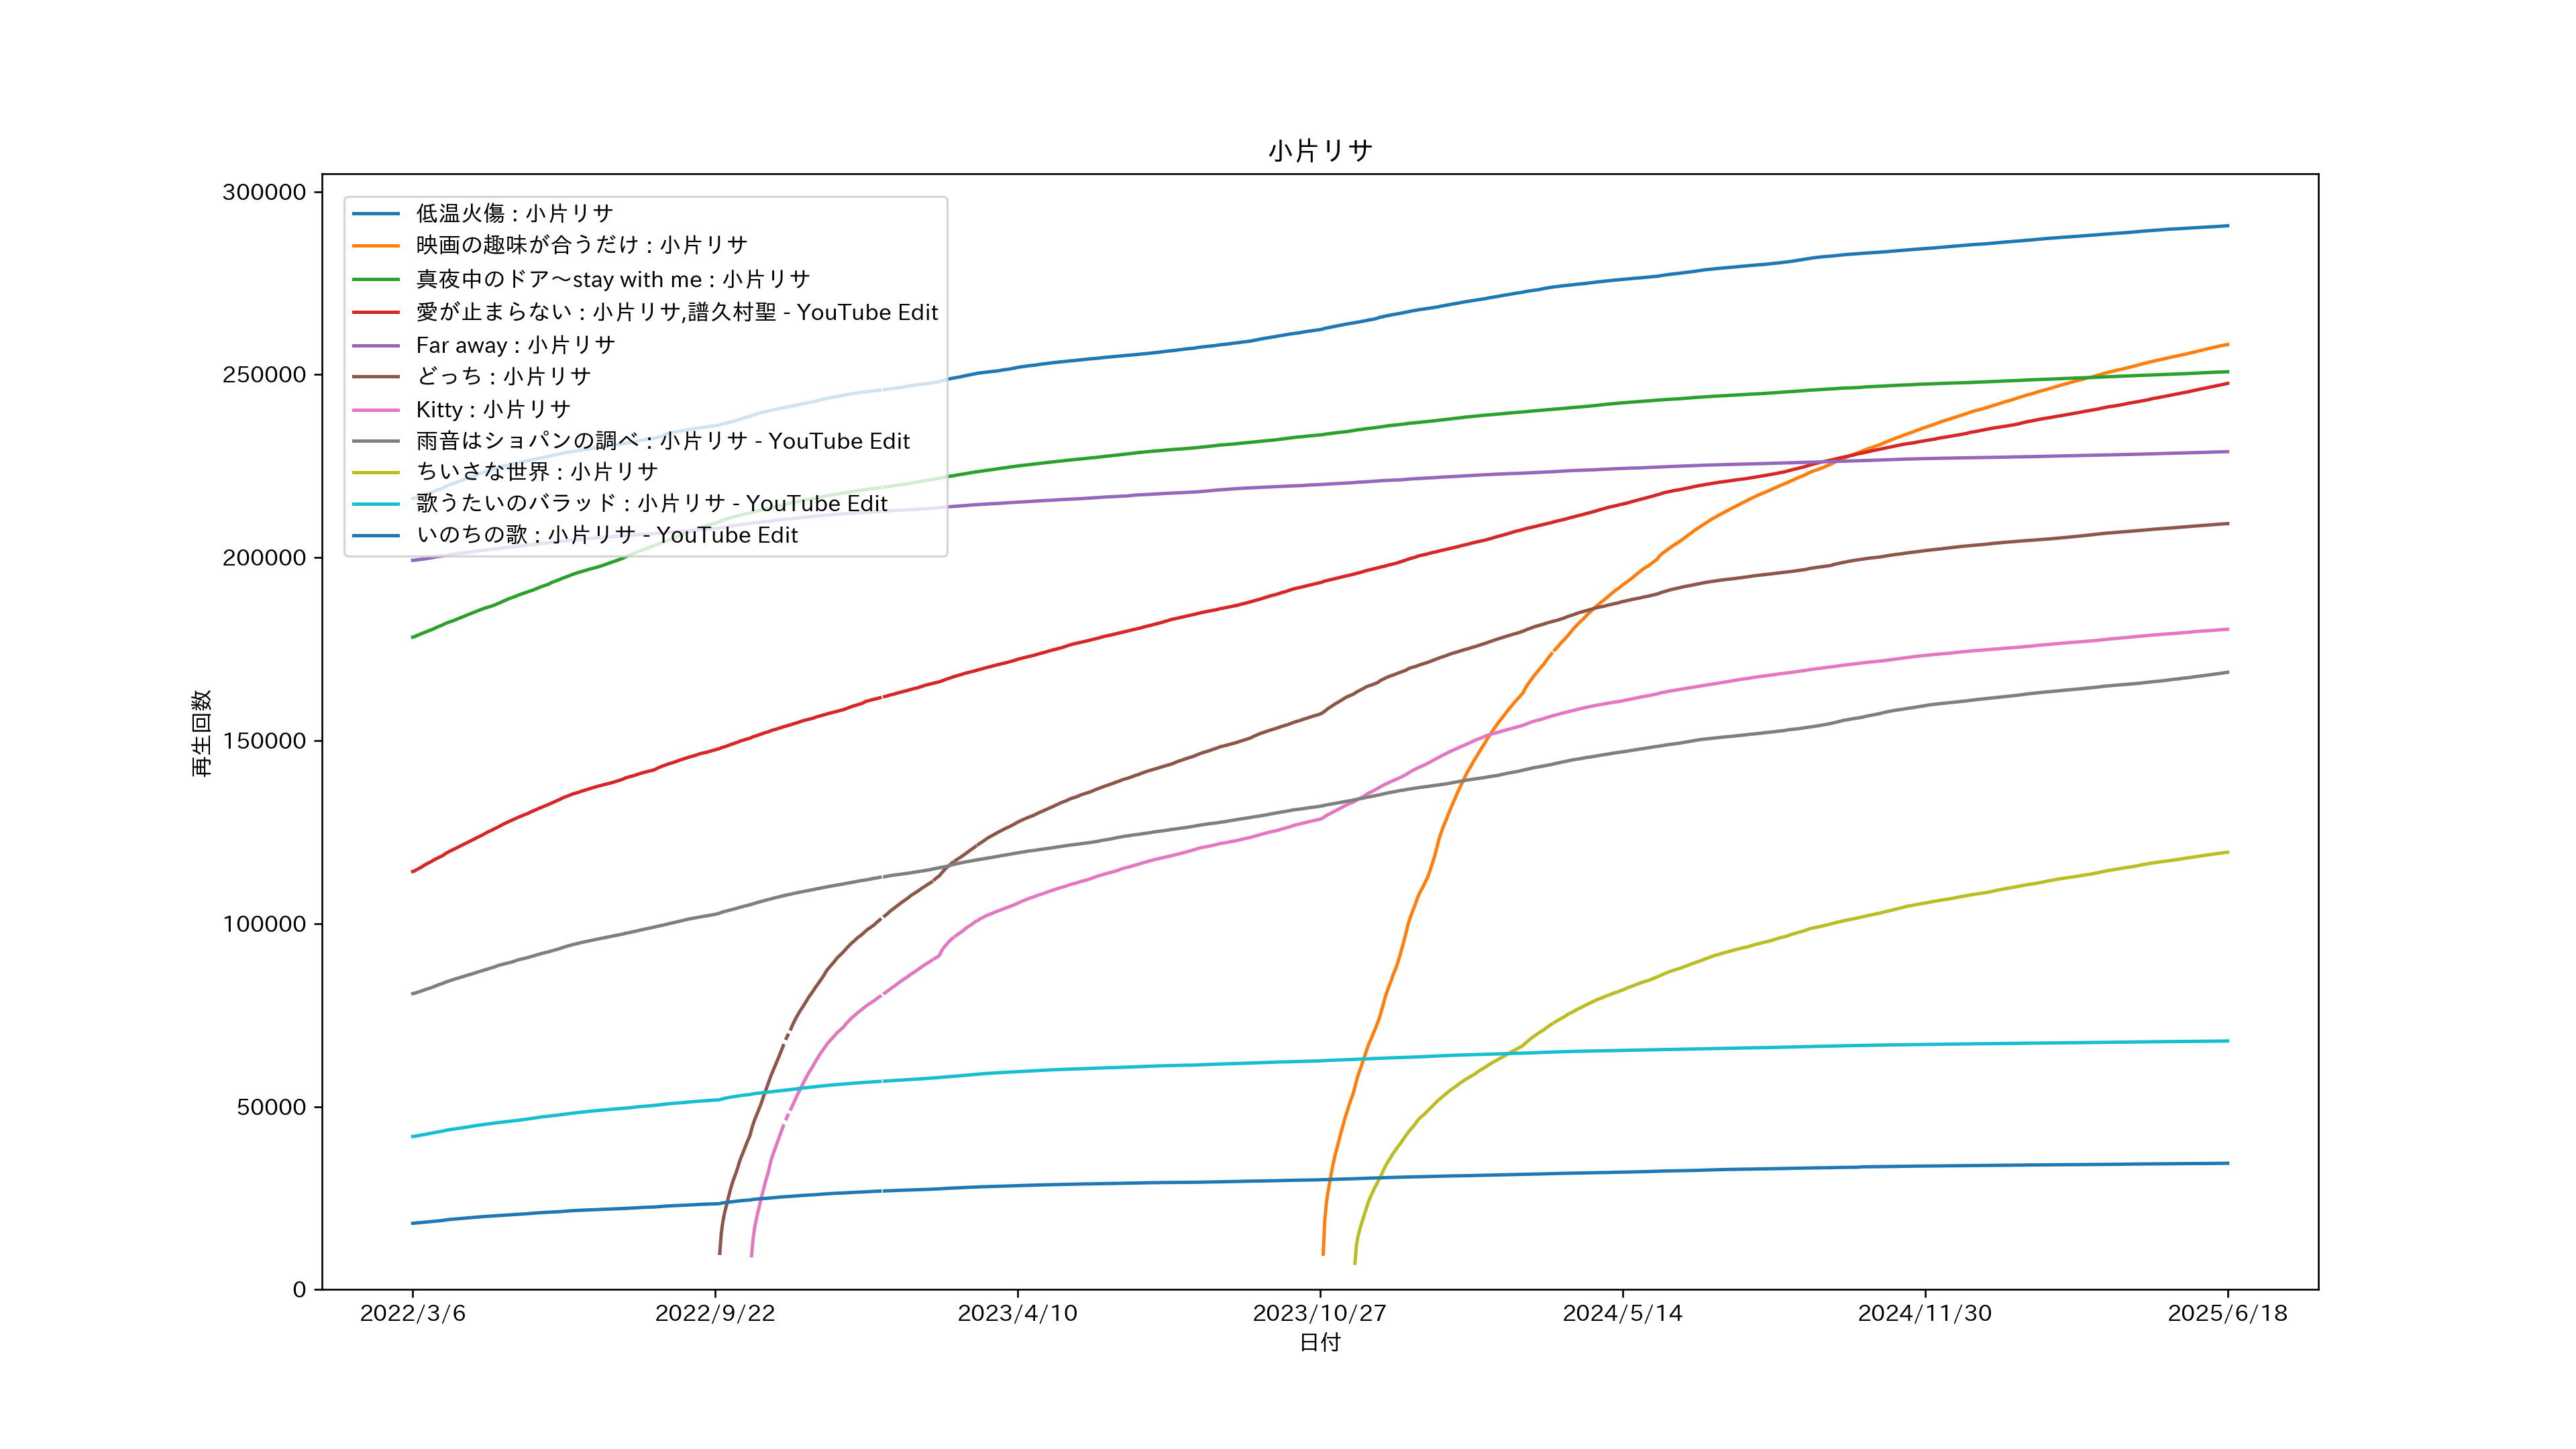 小片リサ
300000
250000
200000
150000
100000
50000
0
再生回数
低温火傷 : 小片リサ
映画の趣味が合うだけ : 小片リサ
真夜中のドア〜stay with me : 小片リサ
愛が止まらない : 小片リサ,譜久村聖 - YouTube Edit
Far away : 小片リサ
どっち : 小片リサ
Kitty : 小片リサ
雨音はショパンの調べ : 小片リサ - YouTube Edit
ちいさな世界 : 小片リサ
歌うたいのバラッド : 小片リサ - YouTube Edit
いのちの歌 : 小片リサ - YouTube Edit
2022/3/6
2022/9/22
2023/4/10
2023/10/27
2024/5/14
2024/11/30
2025/6/18
日付